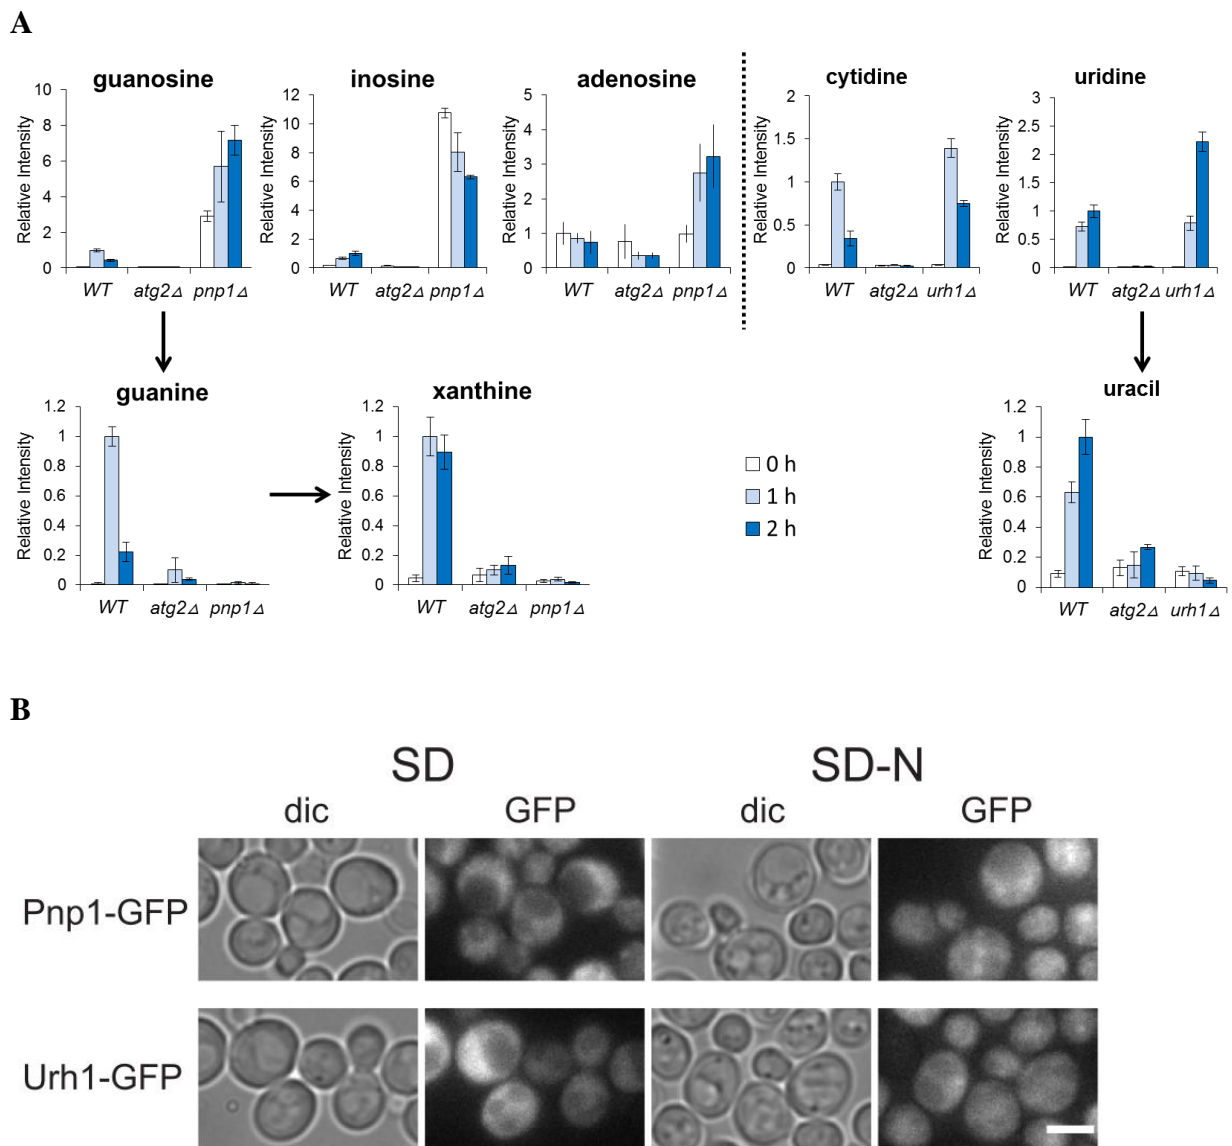 A
guanosine
Relative Intensity
10
8
6
4
2
0
WT atg2Δ pnp1Δ
inosine
Relative Intensity
12
10
8
6
4
2
0
WT atg2Δ pnp1Δ
adenosine
Relative Intensity
5
4
3
2
1
0
WT atg2Δ pnp1Δ
cytidine
Relative Intensity
2
1.5
1
0.5
0
WT atg2Δ urh1Δ
uridine
Relative Intensity
3
2.5
2
1.5
1
0.5
0
WT atg2Δ urh1Δ
guanine
Relative Intensity
1.2
1
0.8
0.6
0.4
0.2
0
WT atg2Δ pnp1Δ
xanthine
Relative Intensity
1.2
1
0.8
0.6
0.4
0.2
0
WT atg2Δ pnp1Δ
0 h
1 h
2 h
uracil
Relative Intensity
1.2
1
0.8
0.6
0.4
0.2
0
WT atg2Δ urh1Δ
B
SD SD-N
dic GFP dic GFP
Pnp1-GFP
Urh1-GFP